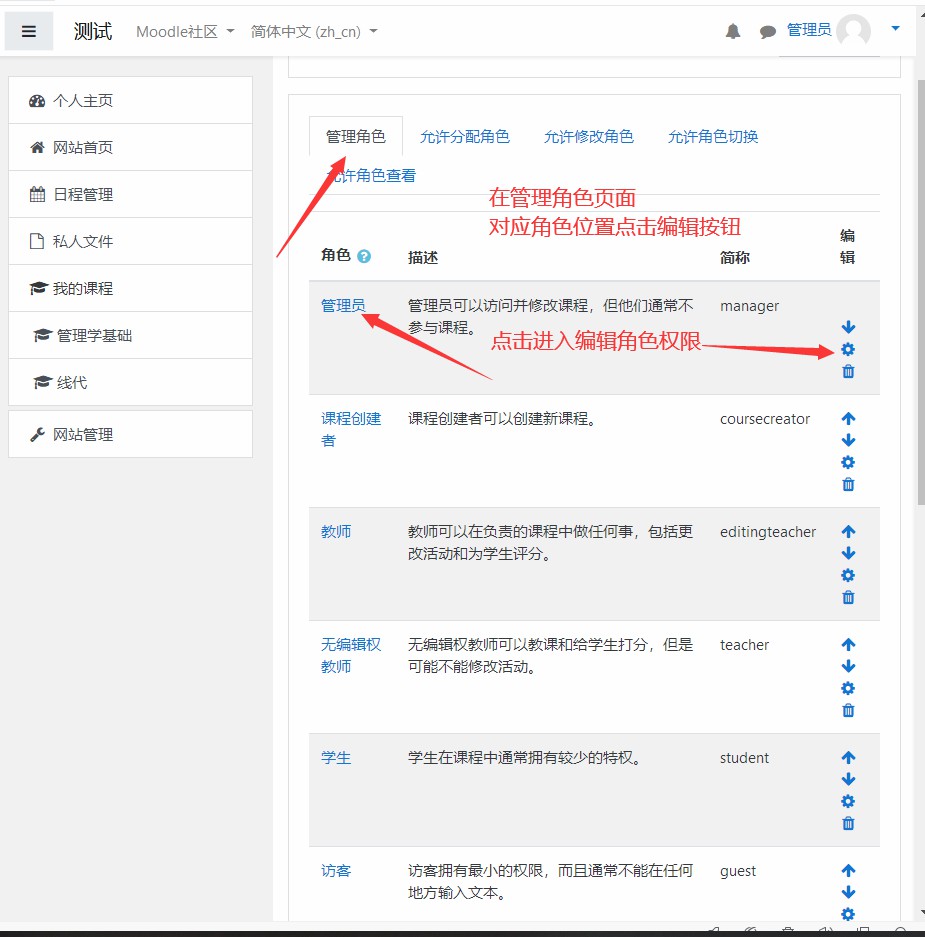 测试 Moodle社区 简体中文 (zh_cn) 管理员
个人主页
网站首页
日程管理
私人文件
我的课程
管理学基础
线代
网站管理
管理角色 允许分配角色 允许修改角色 允许角色切换
允许角色查看
在管理角色页面
对应角色位置点击编辑按钮
角色 描述 简称 编
辑
管理员 管理员可以访问并修改课程，但他们通常不 manager
参与课程。
点击进入编辑角色权限
课程创建 课程创建者可以创建新课程。 coursecreator
者
教师 教师可以在负责的课程中做任何事，包括更 editingteacher
改活动和为学生评分。
无编辑权 无编辑权教师可以教课和给学生打分，但是 teacher
教师 可能不能修改活动。
学生 学生在课程中通常拥有较少的特权。 student
访客 访客拥有最小的权限，而且通常不能在任何 guest
地方输入文本。